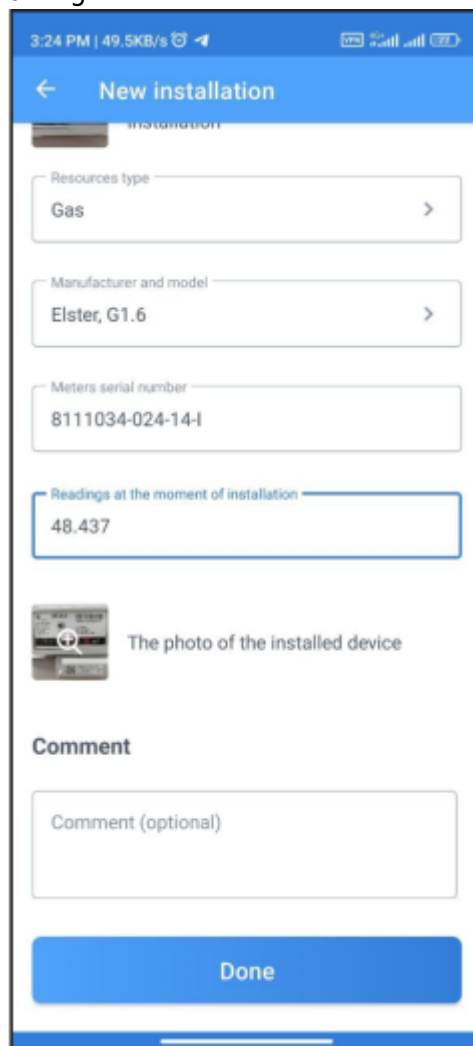 3:24 PM | 49.5KB/s
New installation
installation
Resources type
Gas
Manufacturer and model
Elster, G1.6
Meters serial number
8111034-024-14-I
Readings at the moment of installation
48.437
The photo of the installed device
Comment
Comment (optional)
Done